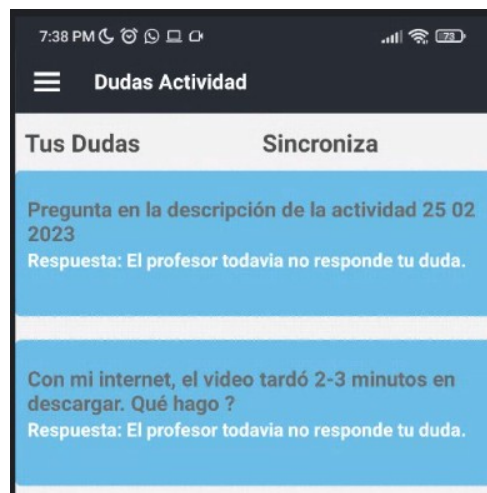 7:38 PM
73
Dudas Actividad
Tus Dudas Sincroniza
Pregunta en la descripción de la actividad 25 02
2023
Respuesta: El profesor todavia no responde tu duda.
Con mi internet, el video tardó 2-3 minutos en
descargar. Qué hago ?
Respuesta: El profesor todavia no responde tu duda.